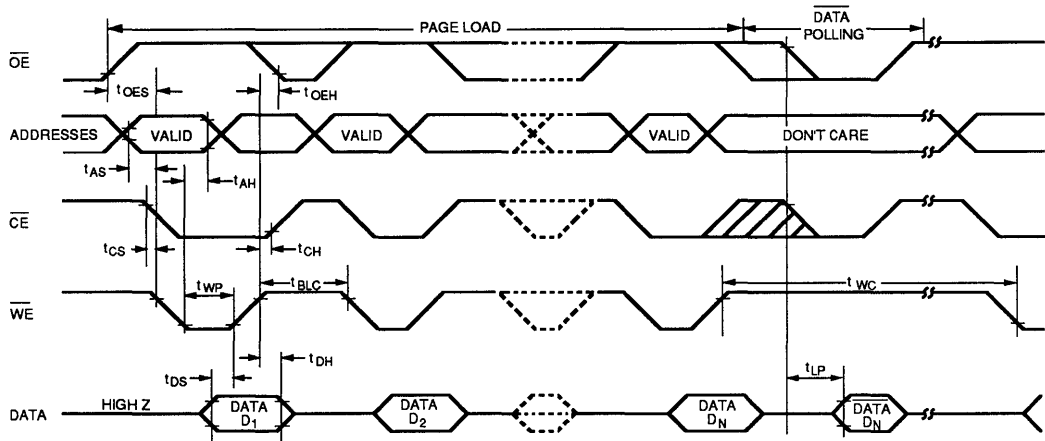 PAGE LOAD
DATA
POLLING
OE
tOES
tOEH
ADDRESSES
VALID
VALID
VALID
DON'T CARE
tAS
tAH
CE
tCS
tCH
tWP
tBLC
tWC
WE
tDS
tDH
tLP
DATA
HIGH Z
DATA
D1
DATA
D2
DATA
DN
DATA
DN